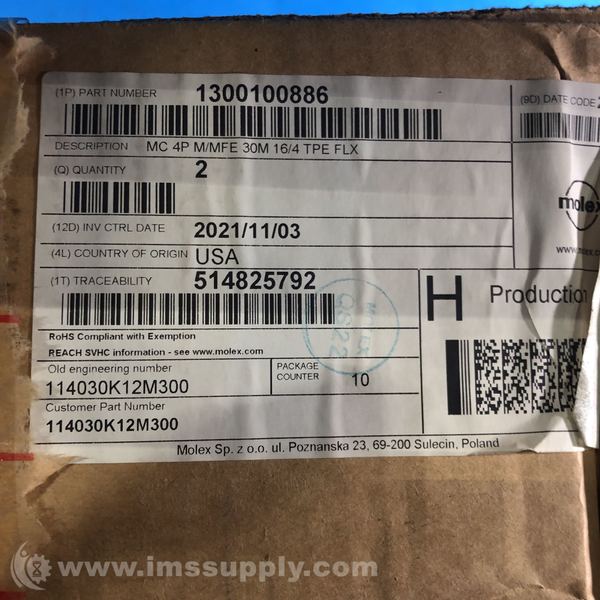 (1P) PART NUMBER 1300100886
(9D) DATE CODE
DESCRIPTION MC 4P M/MFE 30M 16/4 TPE FLX
(Q) QUANTITY 2
molex
(12D) INV CTRL DATE 2021/11/03
(4L) COUNTRY OF ORIGIN USA
(1T) TRACEABILITY 514825792
H Production
MOLEX
RoHS Compliant with Exemption
REACH SVHC information - see www.molex.com
Old engineering number
114030K12M300
PACKAGE COUNTER 10
Customer Part Number
114030K12M300
Molex Sp. z o.o. ul. Poznanska 23, 69-200 Sulecin, Poland
www.imssupply.com